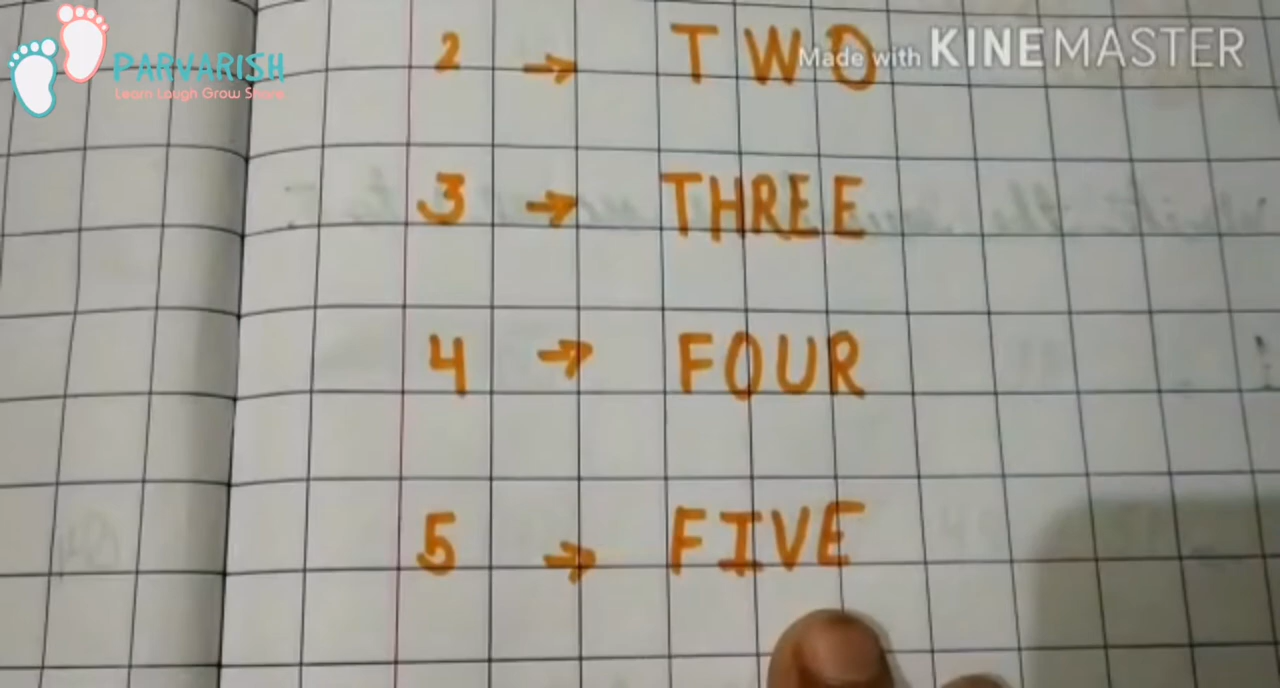 PARVARISH
Learn Laugh Grow Share
Made with KINEMASTER
2 → TWO
3 → THREE
4 → FOUR
5 → FIVE